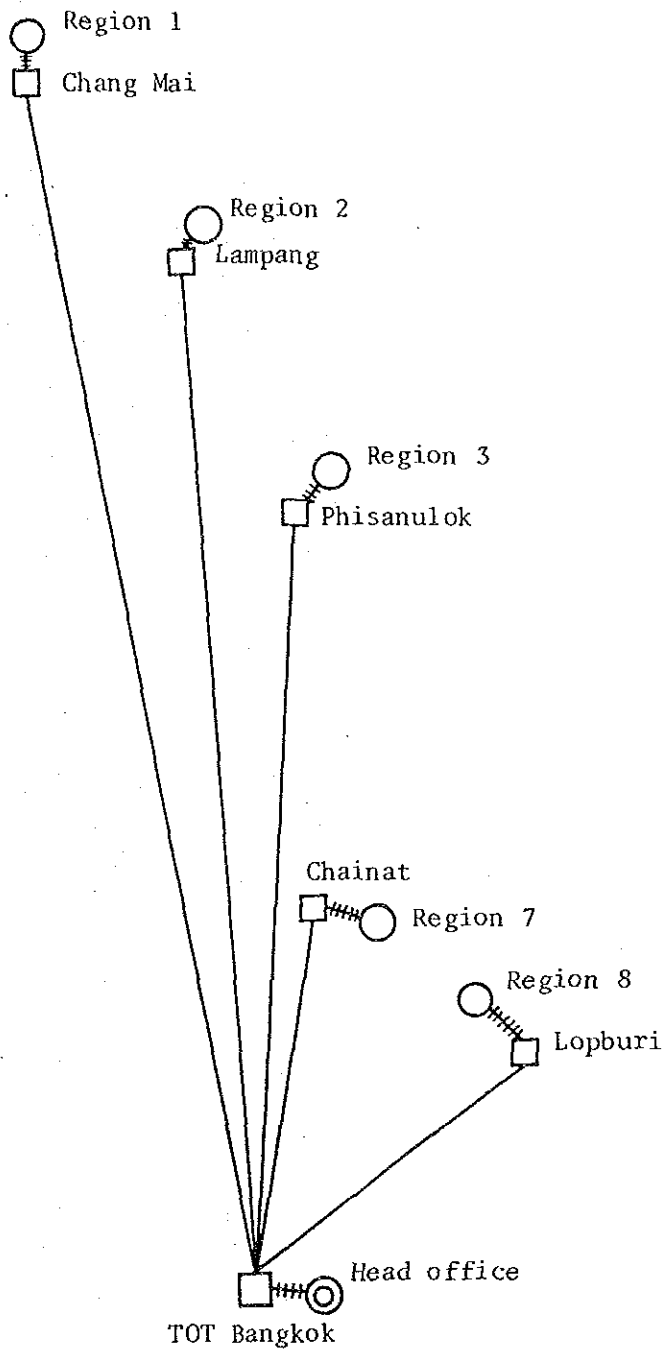 Region 1
Chang Mai
Region 2
Lampang
Region 3
Phisanulok
Chainat
Region 7
Region 8
Lopburi
Head office
TOT Bangkok